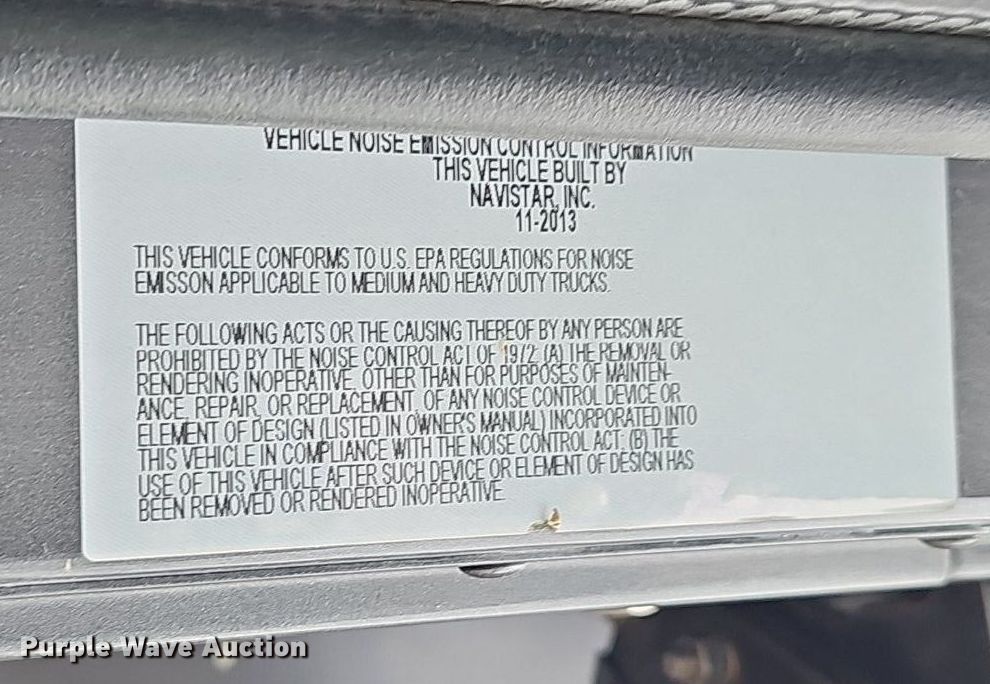 VEHICLE NOISE EMISSION CONTROL INFORMATION
THIS VEHICLE BUILT BY
NAVISTAR, INC.
11-2013
THIS VEHICLE CONFORMS TO U.S. EPA REGULATIONS FOR NOISE
EMISSON APPLICABLE TO MEDIUM AND HEAVY DUTY TRUCKS.
THE FOLLOWING ACTS OR THE CAUSING THEREOF BY ANY PERSON ARE
PROHIBITED BY THE NOISE CONTROL ACT OF 1972: (A) THE REMOVAL OR
RENDERING INOPERATIVE, OTHER THAN FOR PURPOSES OF MAINTEN-
ANCE, REPAIR, OR REPLACEMENT, OF ANY NOISE CONTROL DEVICE OR
ELEMENT OF DESIGN (LISTED IN OWNER'S MANUAL) INCORPORATED INTO
THIS VEHICLE IN COMPLIANCE WITH THE NOISE CONTROL ACT; (B) THE
USE OF THIS VEHICLE AFTER SUCH DEVICE OR ELEMENT OF DESIGN HAS
BEEN REMOVED OR RENDERED INOPERATIVE.
Purple Wave Auction